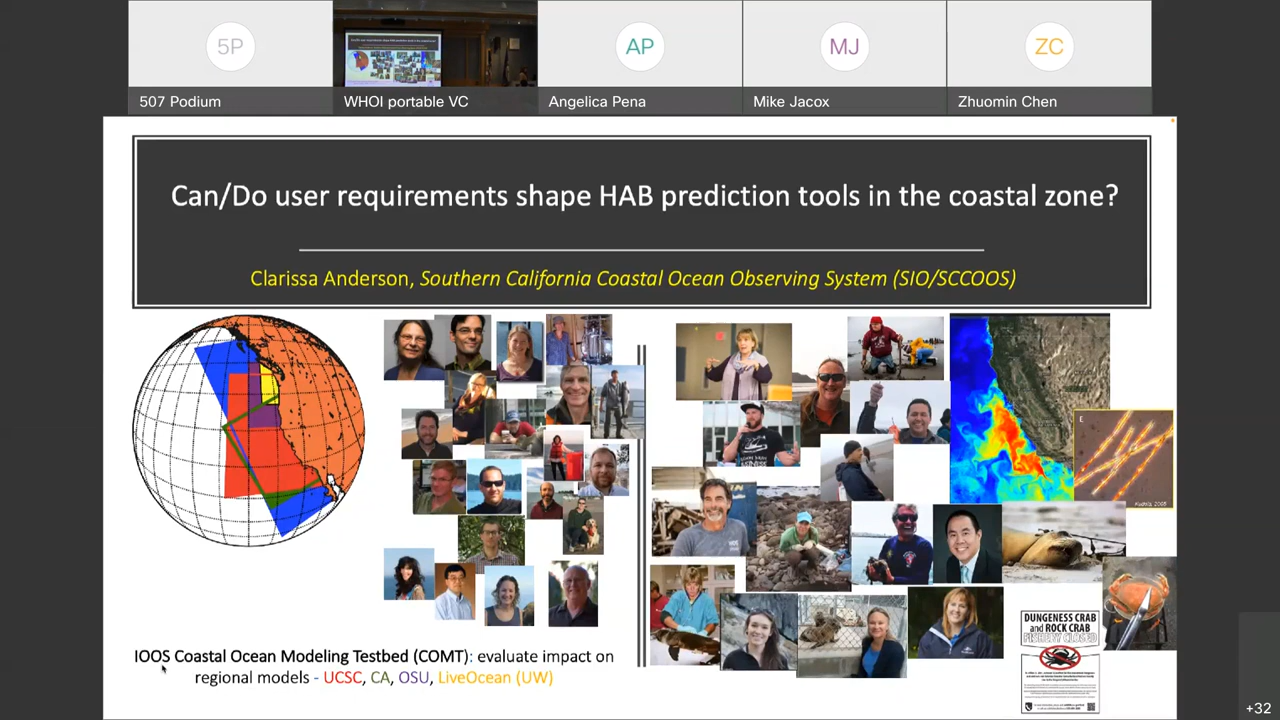 5P
AP
MJ
ZC
507 Podium
WHOI portable VC
Angelica Pena
Mike Jacox
Zhuomin Chen
Can/Do user requirements shape HAB prediction tools in the coastal zone?
Clarissa Anderson, Southern California Coastal Ocean Observing System (SIO/SCCOOS)
E
IOOS Coastal Ocean Modeling Testbed (COMT): evaluate impact on
regional models - UCSC, CA, OSU, LiveOcean (UW)
DUNGENESS CRAB
and ROCK CRAB
FISHERY CLOSED
+32